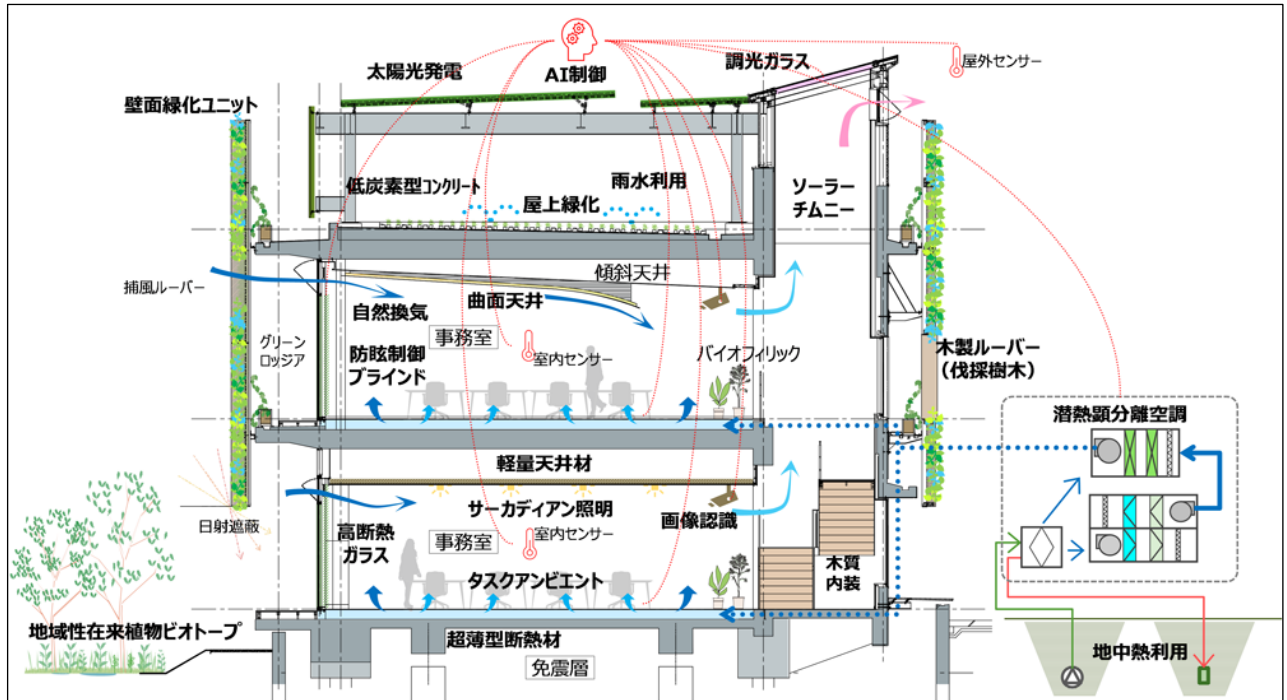 太陽光発電
AI制御
調光ガラス
屋外センサー
壁面緑化ユニット
低炭素型コンクリート
雨水利用
屋上緑化
ソーラー
チムニー
捕風ルーバー
傾斜天井
自然換気
曲面天井
グリーン
ロッジア
事務室
室内センサー
防眩制御
ブラインド
バイオフィリック
木製ルーバー
(伐採樹木)
潜熱顕分離空調
軽量天井材
サーカディアン照明
画像認識
日射遮蔽
高断熱
ガラス
事務室
室内センサー
タスクアンビエント
木質
内装
地域性在来植物ビオトープ
超薄型断熱材
免震層
地中熱利用